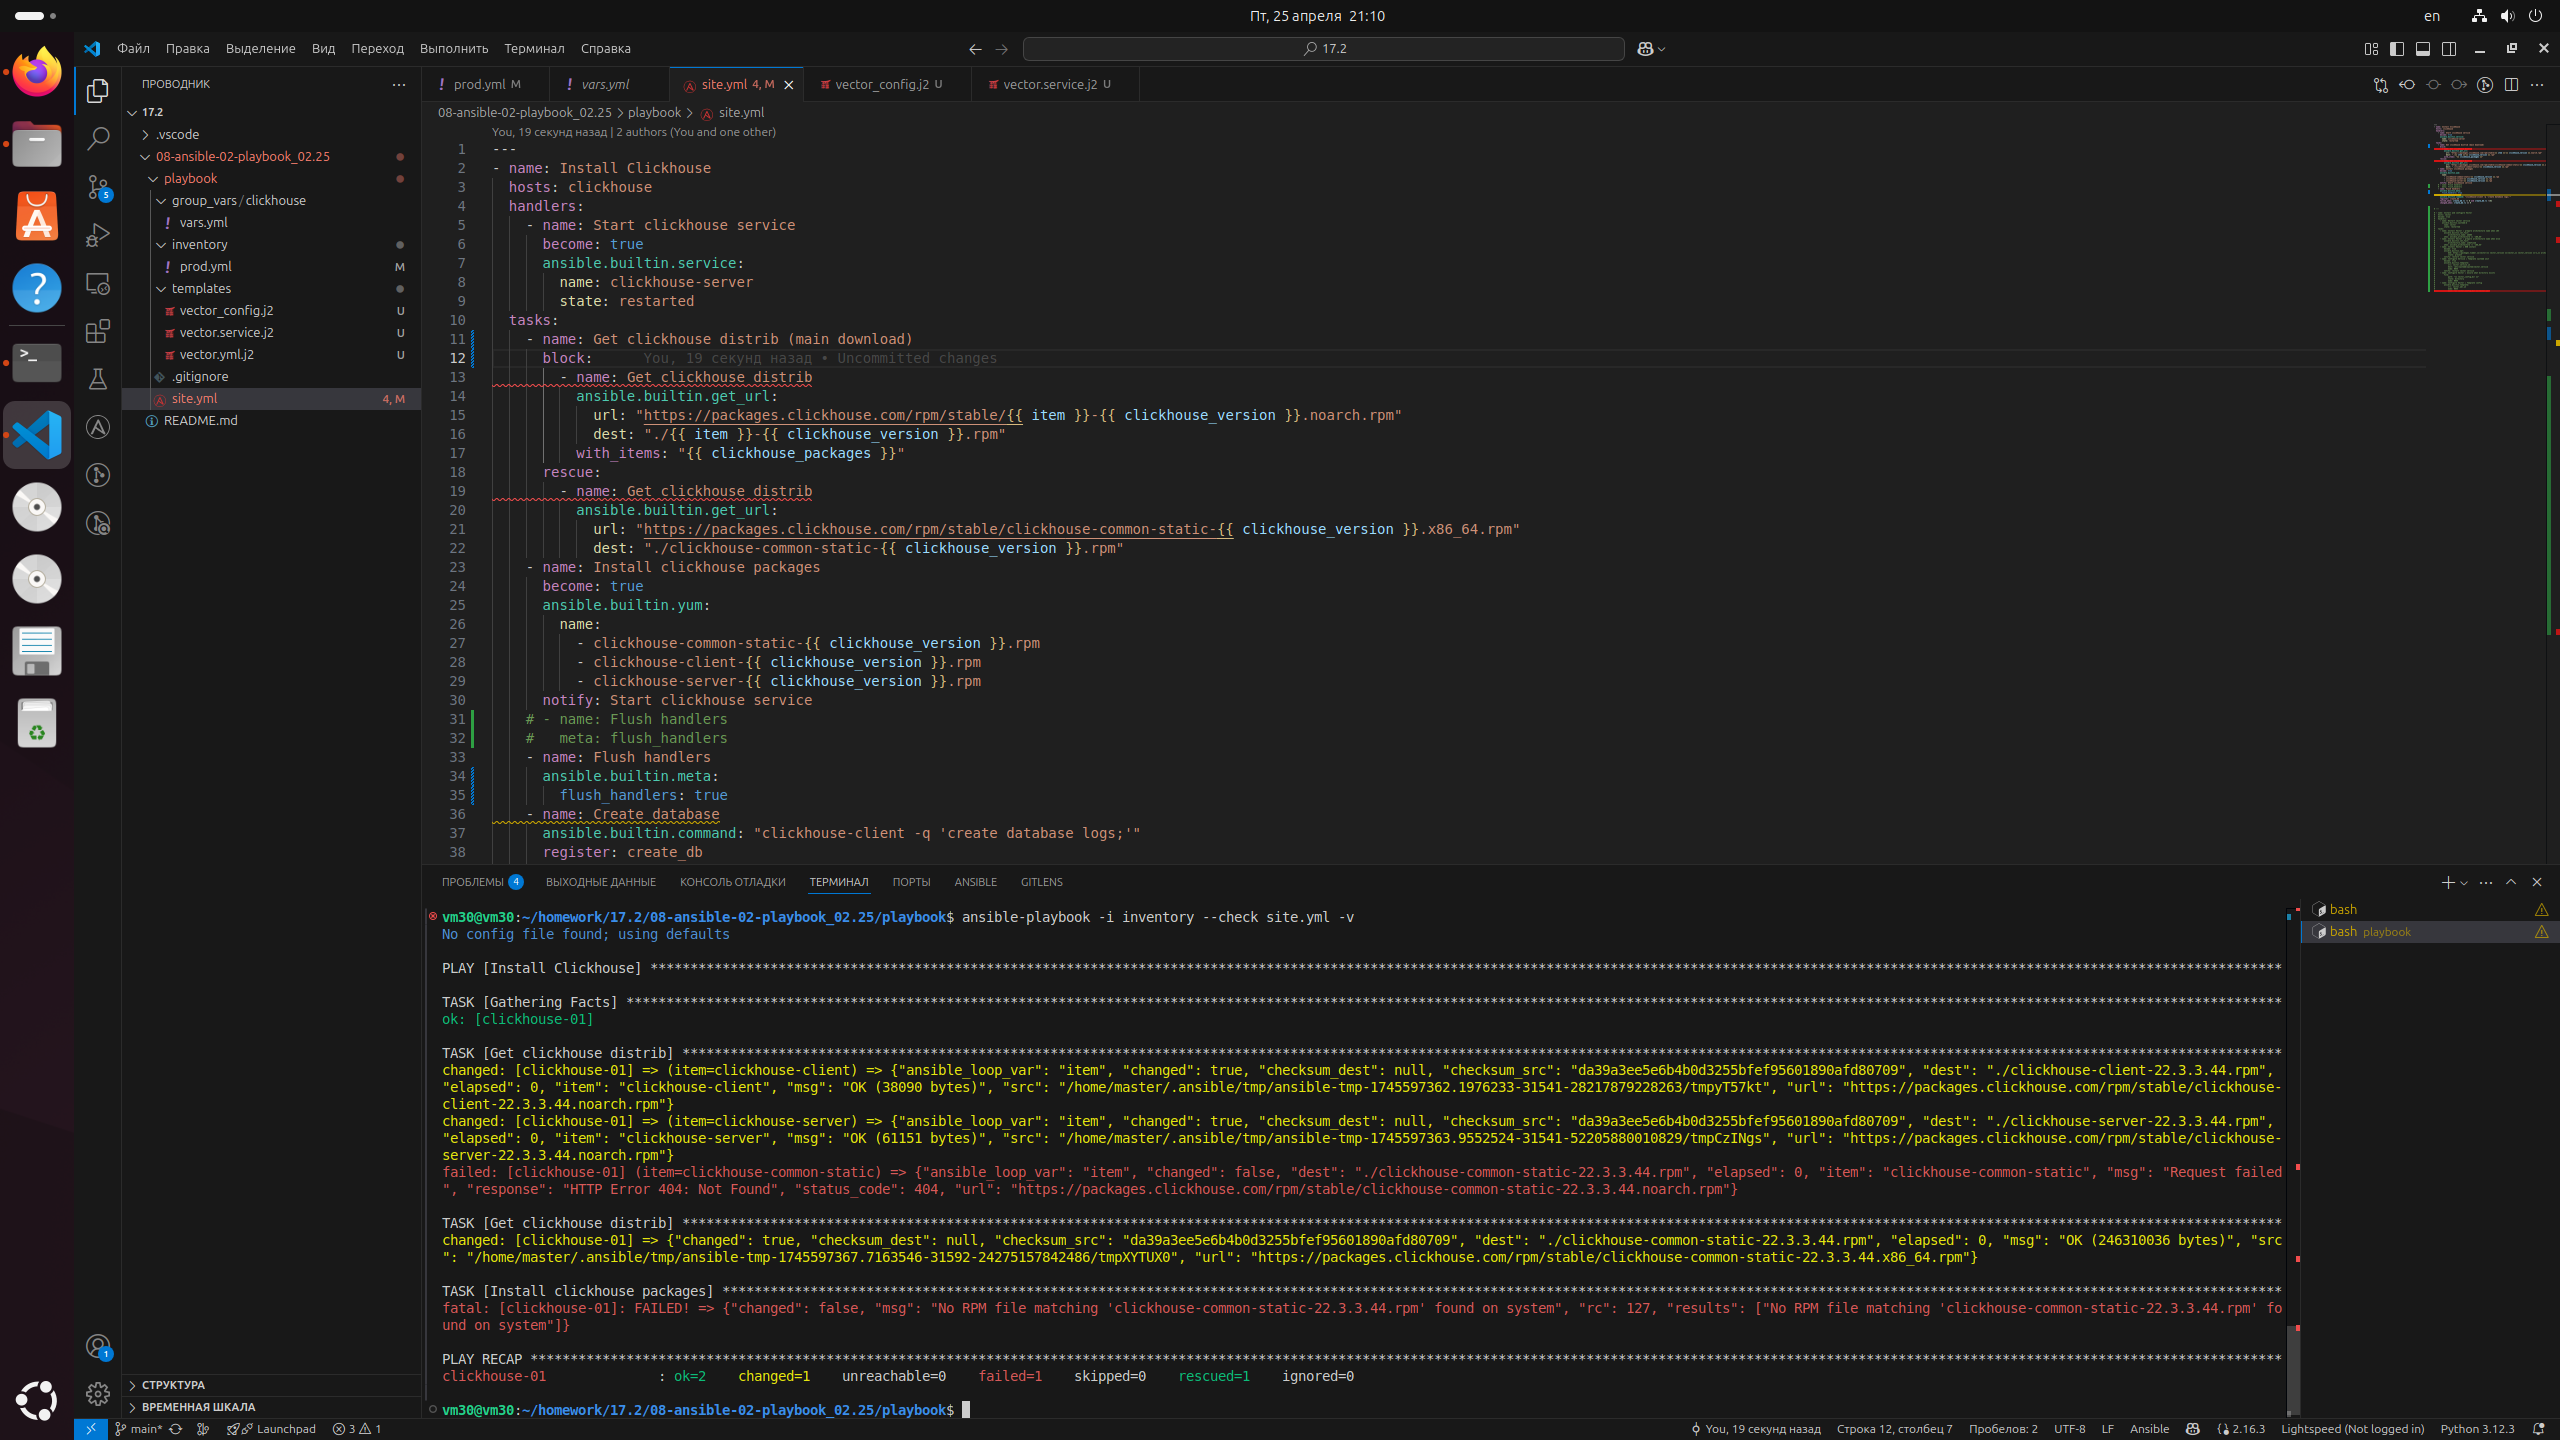 Пт, 25 апреля 21:10
en
Файл Правка Выделение Вид Переход Выполнить Терминал Справка
17.2
ПРОВОДНИК
17.2
.vscode
08-ansible-02-playbook_02.25
playbook
group_vars/clickhouse
! vars.yml
inventory
! prod.yml M
templates
vector_config.j2 U
vector.service.j2 U
vector.yml.j2 U
.gitignore
site.yml 4, M
README.md
СТРУКТУРА
ВРЕМЕННАЯ ШКАЛА
5
1
! prod.yml M
! vars.yml
site.yml 4, M
vector_config.j2 U
vector.service.j2 U
08-ansible-02-playbook_02.25 > playbook > site.yml
You, 19 секунд назад | 2 authors (You and one other)
1 ---
2 - name: Install Clickhouse
3 hosts: clickhouse
4 handlers:
5 - name: Start clickhouse service
6 become: true
7 ansible.builtin.service:
8 name: clickhouse-server
9 state: restarted
10 tasks:
11 - name: Get clickhouse distrib (main download)
12 block: You, 19 секунд назад • Uncommitted changes
13 - name: Get clickhouse distrib
14 ansible.builtin.get_url:
15 url: "https://packages.clickhouse.com/rpm/stable/{{ item }}-{{ clickhouse_version }}.noarch.rpm"
16 dest: "./{{ item }}-{{ clickhouse_version }}.rpm"
17 with_items: "{{ clickhouse_packages }}"
18 rescue:
19 - name: Get clickhouse distrib
20 ansible.builtin.get_url:
21 url: "https://packages.clickhouse.com/rpm/stable/clickhouse-common-static-{{ clickhouse_version }}.x86_64.rpm"
22 dest: "./clickhouse-common-static-{{ clickhouse_version }}.rpm"
23 - name: Install clickhouse packages
24 become: true
25 ansible.builtin.yum:
26 name:
27 - clickhouse-common-static-{{ clickhouse_version }}.rpm
28 - clickhouse-client-{{ clickhouse_version }}.rpm
29 - clickhouse-server-{{ clickhouse_version }}.rpm
30 notify: Start clickhouse service
31 # - name: Flush handlers
32 # meta: flush_handlers
33 - name: Flush handlers
34 ansible.builtin.meta:
35 flush_handlers: true
36 - name: Create database
37 ansible.builtin.command: "clickhouse-client -q 'create database logs;'"
38 register: create_db
ПРОБЛЕМЫ 4 ВЫХОДНЫЕ ДАННЫЕ КОНСОЛЬ ОТЛАДКИ ТЕРМИНАЛ ПОРТЫ ANSIBLE GITLENS
bash
bash playbook
vm30@vm30:~/homework/17.2/08-ansible-02-playbook_02.25/playbook$ ansible-playbook -i inventory --check site.yml -v
No config file found; using defaults
PLAY [Install Clickhouse] ****
TASK [Gathering Facts] ****
ok: [clickhouse-01]
TASK [Get clickhouse distrib] ****
changed: [clickhouse-01] => (item=clickhouse-client) => {"ansible_loop_var": "item", "changed": true, "checksum_dest": null, "checksum_src": "da39a3ee5e6b4b0d3255bfef95601890afd80709", "dest": "./clickhouse-client-22.3.3.44.rpm",
"elapsed": 0, "item": "clickhouse-client", "msg": "OK (38090 bytes)", "src": "/home/master/.ansible/tmp/ansible-tmp-1745597362.1976233-31541-28217879228263/tmpyT57kt", "url": "https://packages.clickhouse.com/rpm/stable/clickhouse-
client-22.3.3.44.noarch.rpm"}
changed: [clickhouse-01] => (item=clickhouse-server) => {"ansible_loop_var": "item", "changed": true, "checksum_dest": null, "checksum_src": "da39a3ee5e6b4b0d3255bfef95601890afd80709", "dest": "./clickhouse-server-22.3.3.44.rpm",
"elapsed": 0, "item": "clickhouse-server", "msg": "OK (61151 bytes)", "src": "/home/master/.ansible/tmp/ansible-tmp-1745597363.9552524-31541-52205880010829/tmpCzINgs", "url": "https://packages.clickhouse.com/rpm/stable/clickhouse-
server-22.3.3.44.noarch.rpm"}
failed: [clickhouse-01] (item=clickhouse-common-static) => {"ansible_loop_var": "item", "changed": false, "dest": "./clickhouse-common-static-22.3.3.44.rpm", "elapsed": 0, "item": "clickhouse-common-static", "msg": "Request failed
", "response": "HTTP Error 404: Not Found", "status_code": 404, "url": "https://packages.clickhouse.com/rpm/stable/clickhouse-common-static-22.3.3.44.noarch.rpm"}
TASK [Get clickhouse distrib] ****
changed: [clickhouse-01] => {"changed": true, "checksum_dest": null, "checksum_src": "da39a3ee5e6b4b0d3255bfef95601890afd80709", "dest": "./clickhouse-common-static-22.3.3.44.rpm", "elapsed": 0, "msg": "OK (246310036 bytes)", "src
": "/home/master/.ansible/tmp/ansible-tmp-1745597367.7163546-31592-24275157842486/tmpXYTUX0", "url": "https://packages.clickhouse.com/rpm/stable/clickhouse-common-static-22.3.3.44.x86_64.rpm"}
TASK [Install clickhouse packages] ****
fatal: [clickhouse-01]: FAILED! => {"changed": false, "msg": "No RPM file matching 'clickhouse-common-static-22.3.3.44.rpm' found on system", "rc": 127, "results": ["No RPM file matching 'clickhouse-common-static-22.3.3.44.rpm' fo
und on system"]}
PLAY RECAP ****
clickhouse-01 : ok=2 changed=1 unreachable=0 failed=1 skipped=0 rescued=1 ignored=0
vm30@vm30:~/homework/17.2/08-ansible-02-playbook_02.25/playbook$
main* Launchpad 3 1 You, 19 секунд назад Строка 12, столбец 7 Пробелов: 2 UTF-8 LF Ansible 2.16.3 Lightspeed (Not logged in) Python 3.12.3